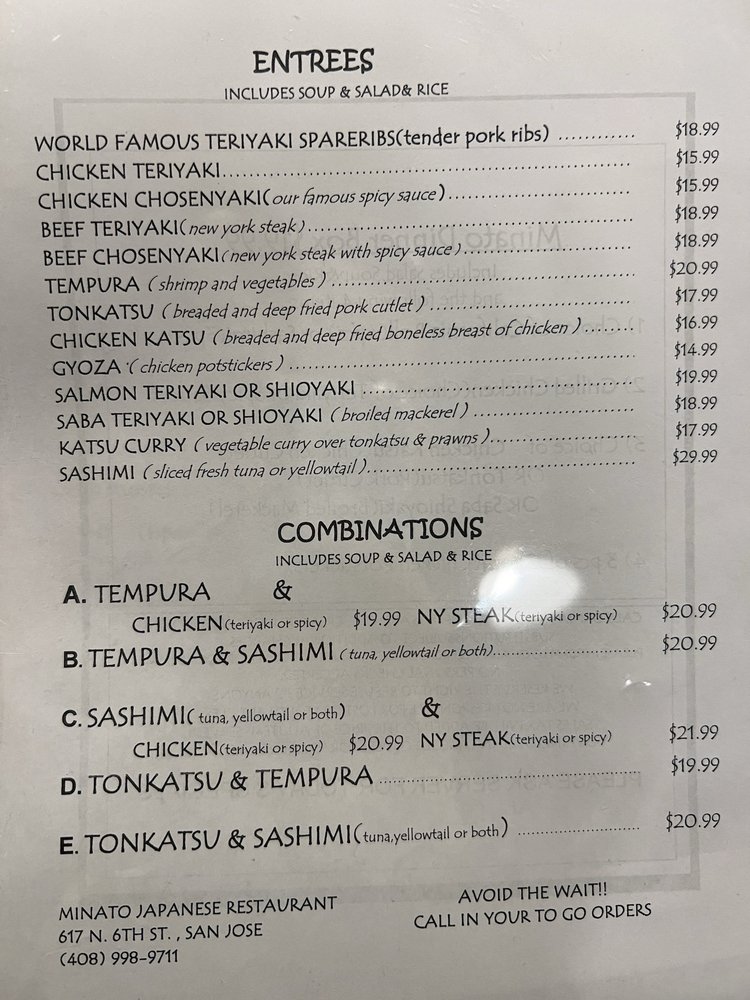 ENTREES
INCLUDES SOUP & SALAD& RICE
WORLD FAMOUS TERIYAKI SPARERIBS(tender pork ribs) ............ $18.99
CHICKEN TERIYAKI............ $15.99
CHICKEN CHOSENYAKI(our famous spicy sauce)............ $15.99
BEEF TERIYAKI(new york steak)............ $18.99
BEEF CHOSENYAKI(new york steak with spicy sauce)............ $18.99
TEMPURA (shrimp and vegetables)............ $20.99
TONKATSU (breaded and deep fried pork cutlet)............ $17.99
CHICKEN KATSU (breaded and deep fried boneless breast of chicken)........ $16.99
GYOZA (chicken potstickers)............ $14.99
SALMON TERIYAKI OR SHIOYAKI ............ $19.99
SABA TERIYAKI OR SHIOYAKI (broiled mackerel)............ $18.99
KATSU CURRY (vegetable curry over tonkatsu & prawns)............ $17.99
SASHIMI (sliced fresh tuna or yellowtail)............ $29.99
COMBINATIONS
INCLUDES SOUP & SALAD & RICE
A. TEMPURA &
CHICKEN(teriyaki or spicy) $19.99 NY STEAK(teriyaki or spicy) $20.99
B. TEMPURA & SASHIMI (tuna, yellowtail or both)............ $20.99
C. SASHIMI( tuna, yellowtail or both) &
CHICKEN(teriyaki or spicy) $20.99 NY STEAK(teriyaki or spicy) $21.99
D. TONKATSU & TEMPURA ............ $19.99
E. TONKATSU & SASHIMI(tuna,yellowtail or both) ............ $20.99
MINATO JAPANESE RESTAURANT
617 N. 6TH ST. , SAN JOSE
(408) 998-9711
AVOID THE WAIT!!
CALL IN YOUR TO GO ORDERS